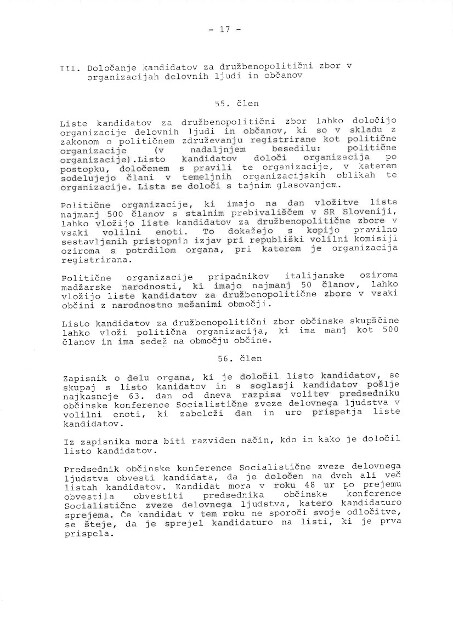 - 17 -
III. Določanje kandidatov za družbenopolitični zbor v
organizacijah delovnih ljudi in občanov
55. člen
Liste kandidatov za družbenopolitični zbor lahko določijo
organizacije delovnih ljudi in občanov, ki so v skladu z
zakonom o političnem združevanju registrirane kot politične
organizacije (v nadaljnjem besedilu: politične
organizacije).Listo kandidatov določi organizacija po
postopku, določenem s pravili te organizacije, v katerem
sodelujejo člani v temeljnih organizacijskih oblikah te
organizacije. Lista se določi s tajnim glasovanjem.
Politične organizacije, ki imajo na dan vložitve liste
najmanj 500 članov s stalnim prebivališčem v SR Sloveniji,
lahko vložijo liste kandidatov za družbenopolitične zbore v
vsaki volilni enoti. To dokažejo s kopijo pravilno
sestavljenih pristopnih izjav pri republiški volilni komisiji
oziroma s potrdilom organa, pri katerem je organizacija
registrirana.
Politične organizacije pripadnikov italijanske oziroma
madžarske narodnosti, ki imajo najmanj 50 članov, lahko
vložijo liste kandidatov za družbenopolitične zbore v vsaki
občini z narodnostno mešanimi območji.
Listo kandidatov za družbenopolitični zbor občinske skupščine
lahko vloži politična organizacija, ki ima manj kot 500
članov in ima sedež na območju občine.
56. člen
Zapisnik o delu organa, ki je določil listo kandidatov, se
skupaj s listo kanidatov in s soglasji kandidatov pošlje
najkasneje 63. dan od dneva razpisa volitev predsedniku
občinske konference Socialistične zveze delovnega ljudstva v
volilni enoti, ki zabeleži dan in uro prispetja liste
kandidatov.
Iz zapisnika mora biti razviden način, kdo in kako je določil
listo kandidatov.
Predsednik občinske konference Socialistične zveze delovnega
ljudstva obvesti kandidata, da je določen na dveh ali več
listah kandidatov. Kandidat mora v roku 48 ur po prejemu
obvestila obvestiti predsednika občinske konference
Socialistične zveze delovnega ljudstva, katero kandidaturo
sprejema. Če kandidat v tem roku ne sporoči svoje odločitve,
se šteje, da je sprejel kandidaturo na listi, ki je prva
prispela.